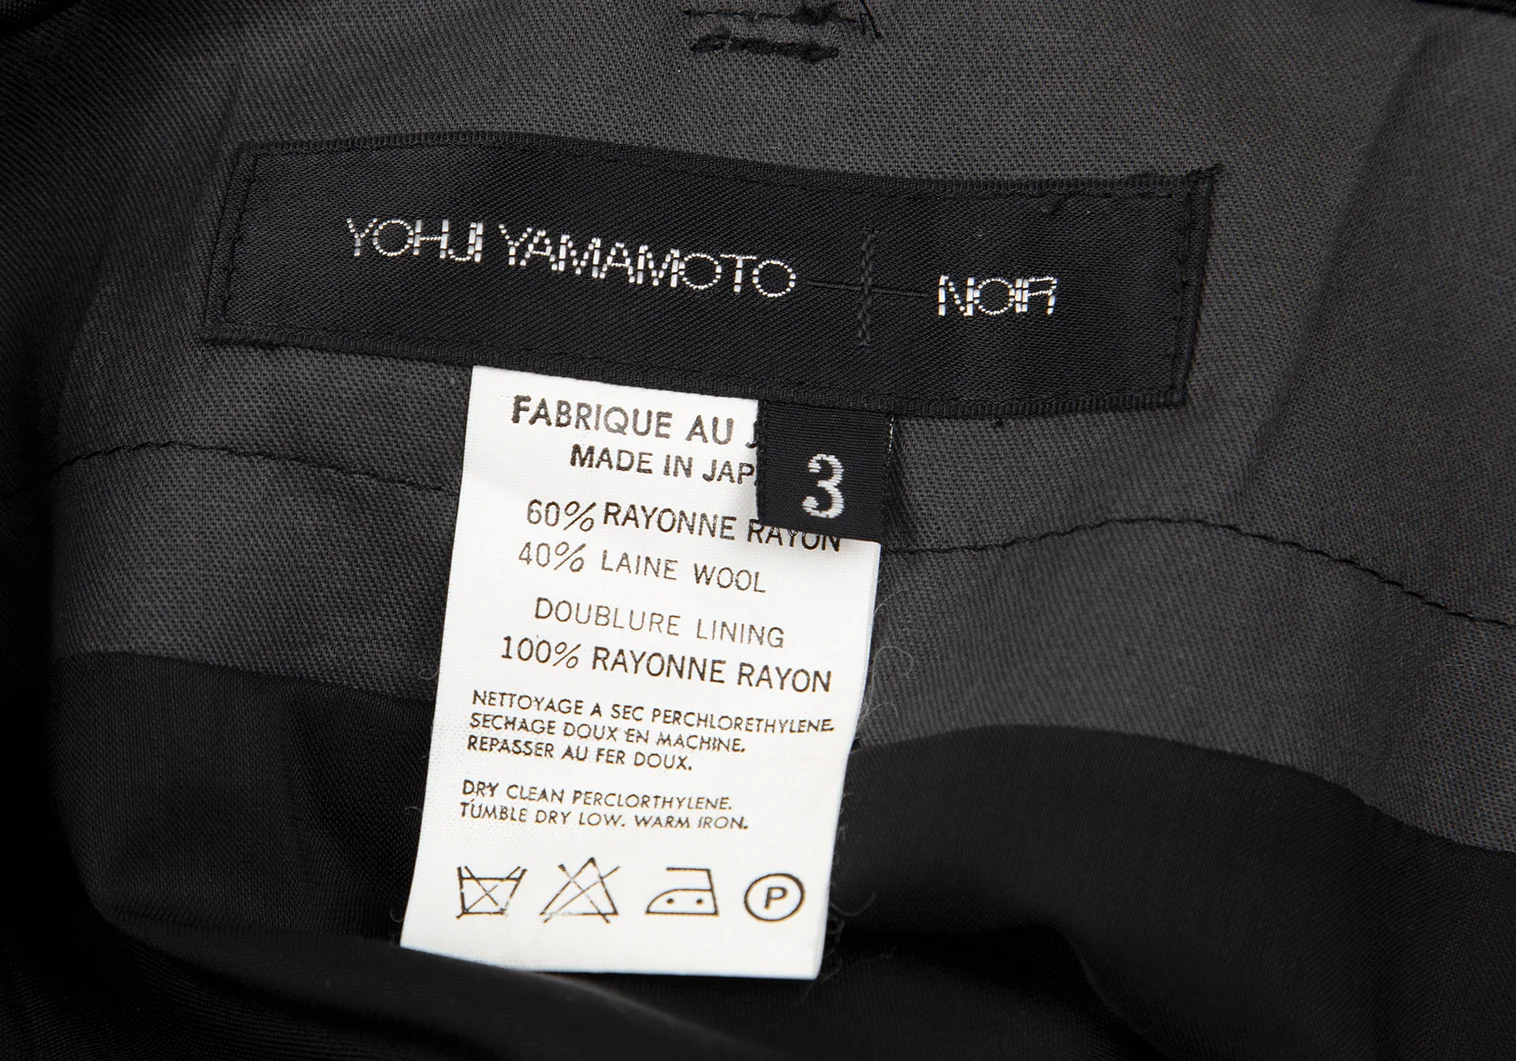 YOHJI YAMAMOTO NOIR
FABRIQUE AU
MADE IN
3
60% RAYONNE RAYON
40% LAINE WOOL
DOUBLURE LINING
100% RAYONNE RAYON
NETTOYAGE A SEC PERCHLORETHYLENE.
SECHAGE DOUX EN MACHINE.
REPASSER AU FER DOUX.
DRY CLEAN PERCLORTHYLENE.
TUMBLE DRY LOW. WARM IRON.
P